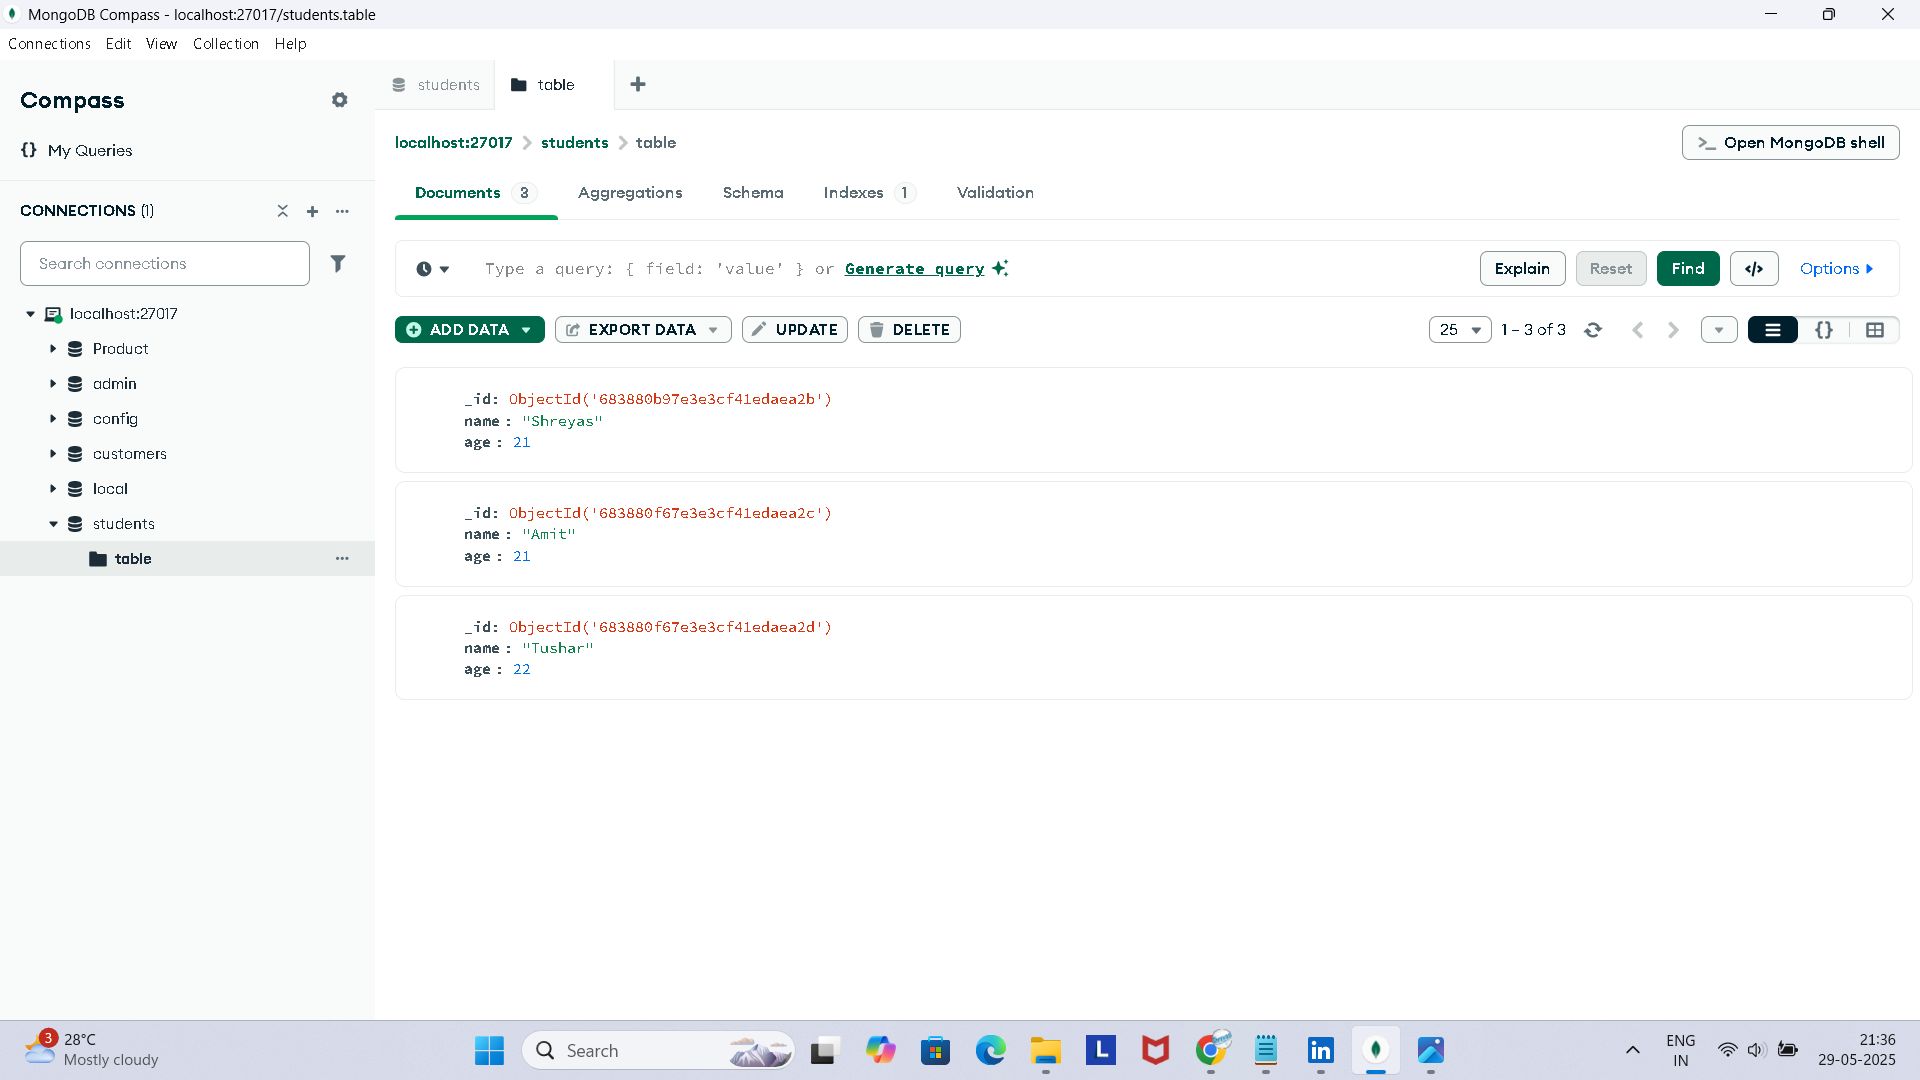 MongoDB Compass - localhost:27017/students.table
Connections Edit View Collection Help
Compass
{} My Queries
CONNECTIONS (1)
Search connections
localhost:27017
Product
admin
config
customers
local
students
table
students table
localhost:27017 students table
>_ Open MongoDB shell
Documents 3 Aggregations Schema Indexes 1 Validation
Type a query: { field: 'value' } or Generate query
Explain Reset Find </> Options
ADD DATA EXPORT DATA UPDATE DELETE
25 1 – 3 of 3 {}
_id: ObjectId('683880b97e3e3cf41edaea2b')
name : "Shreyas"
age : 21
_id: ObjectId('683880f67e3e3cf41edaea2c')
name : "Amit"
age : 21
_id: ObjectId('683880f67e3e3cf41edaea2d')
name : "Tushar"
age : 22
3 28°C
Mostly cloudy
Search
L
in
ENG
IN
21:36
29-05-2025